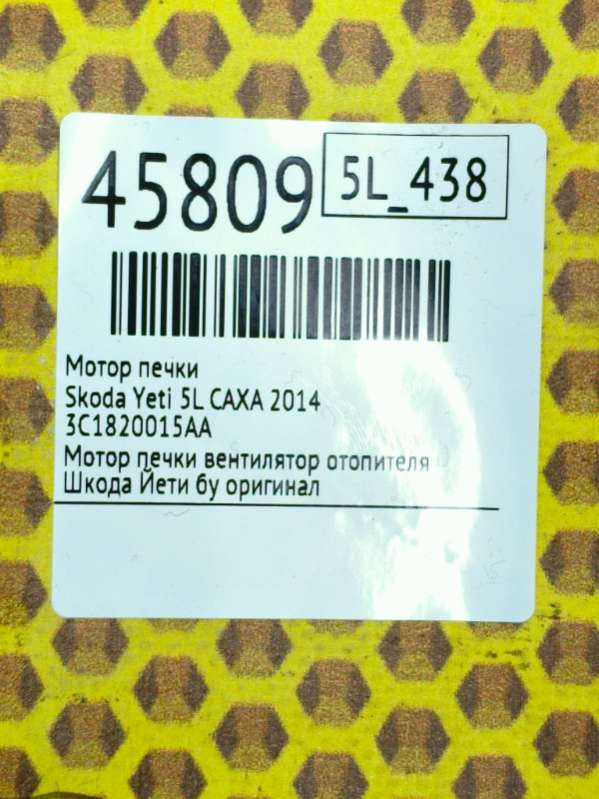 45809
5L_438
Мотор печки
Skoda Yeti 5L CAXA 2014
3C1820015AA
Мотор печки вентилятор отопителя
Шкода Йети бу оригинал